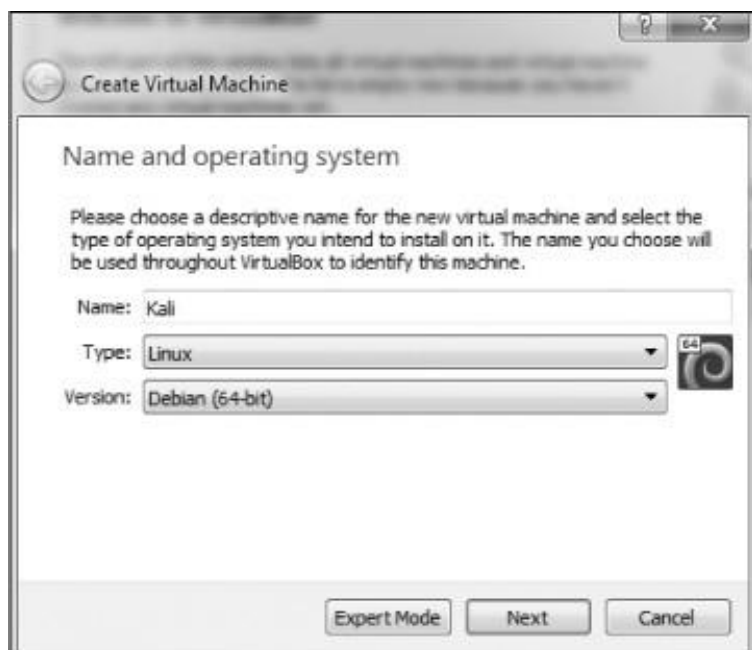 Create Virtual Machine
Name and operating system
Please choose a descriptive name for the new virtual machine and select the
type of operating system you intend to install on it. The name you choose will
be used throughout VirtualBox to identify this machine.
Name: Kali
Type: Linux
64
Version: Debian (64-bit)
Expert Mode Next Cancel